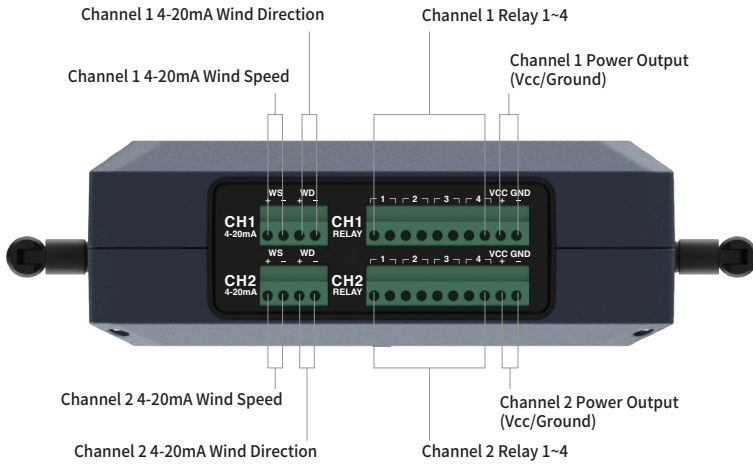 Channel 1 4-20mA Wind Direction
Channel 1 Relay 1~4
Channel 1 4-20mA Wind Speed
Channel 1 Power Output
(Vcc/Ground)
WS WD VCC GND
+ - + - 1 2 3 4 + -
CH1 CH1
4-20mA RELAY
WS WD VCC GND
+ - + - 1 2 3 4 + -
CH2 CH2
4-20mA RELAY
Channel 2 4-20mA Wind Speed
Channel 2 Power Output
(Vcc/Ground)
Channel 2 4-20mA Wind Direction
Channel 2 Relay 1~4